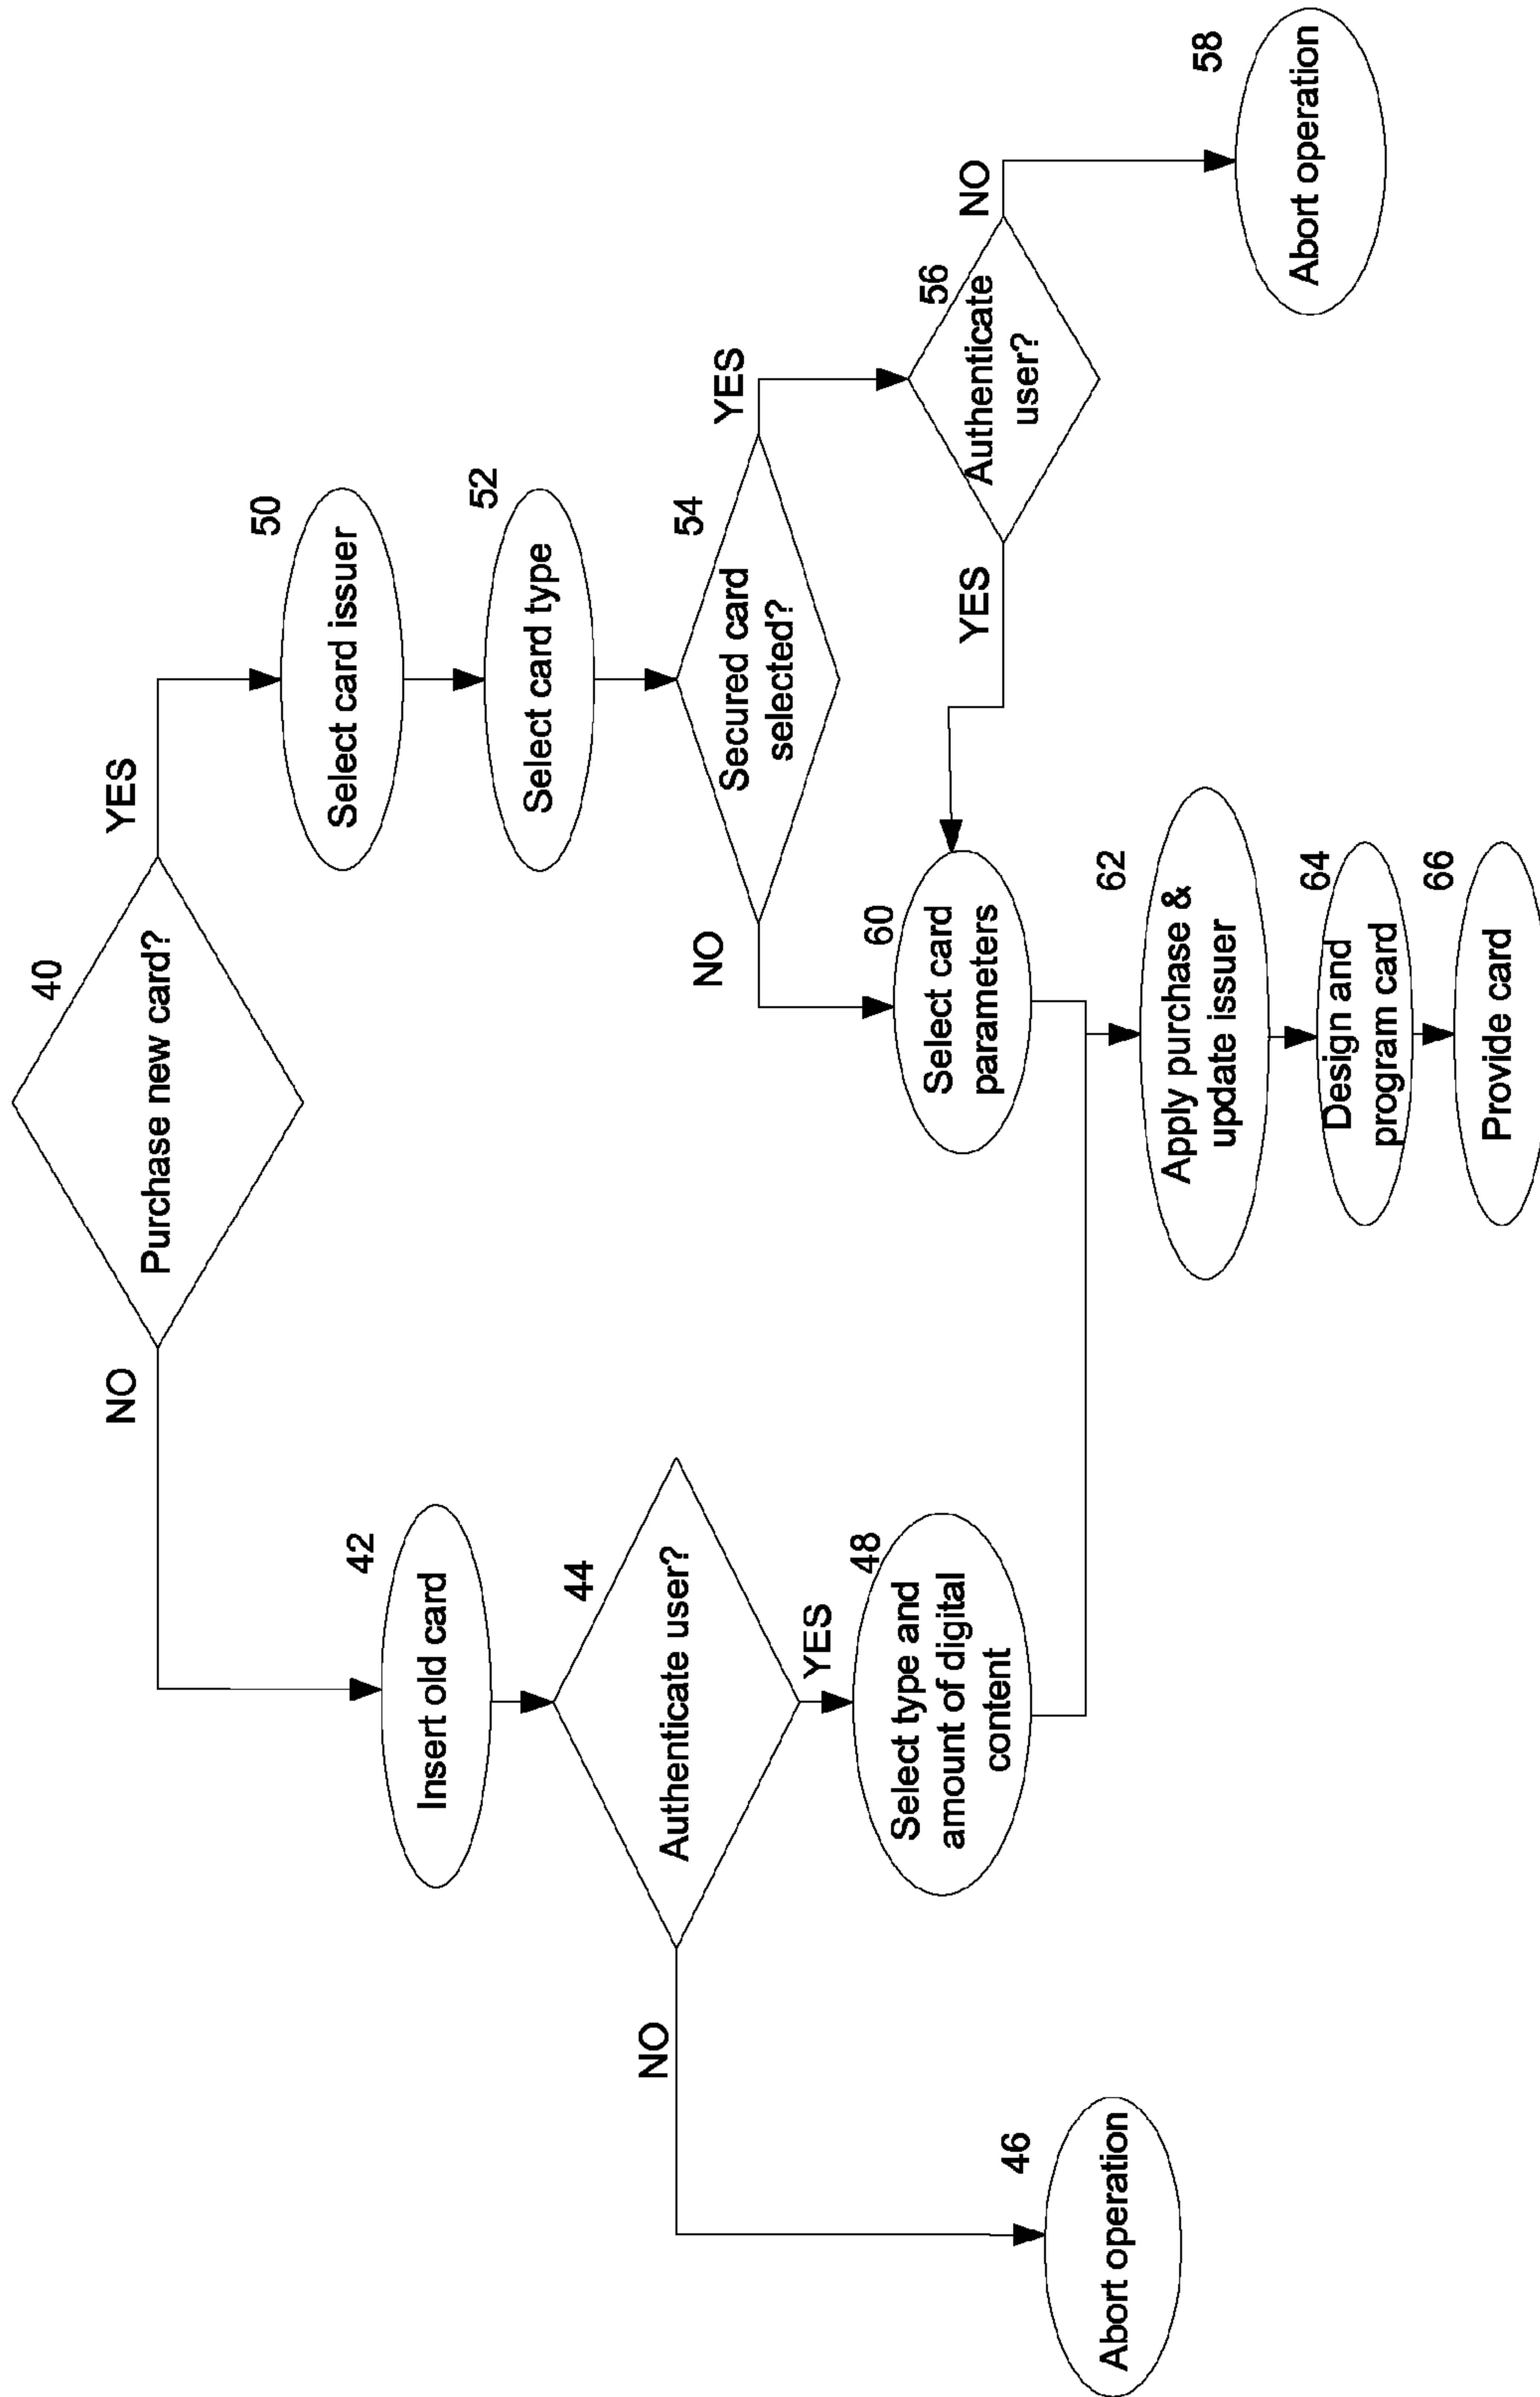 40
Purchase new card?
NO
YES
42
Insert old card
50
Select card issuer
52
Select card type
44
Authenticate user?
NO
YES
54
Secured card
selected?
NO
YES
46
Abort operation
48
Select type and
amount of digital
content
60
Select card
parameters
YES
56
Authenticate
user?
NO
58
Abort operation
62
Apply purchase &
update issuer
64
Design and
program card
66
Provide card